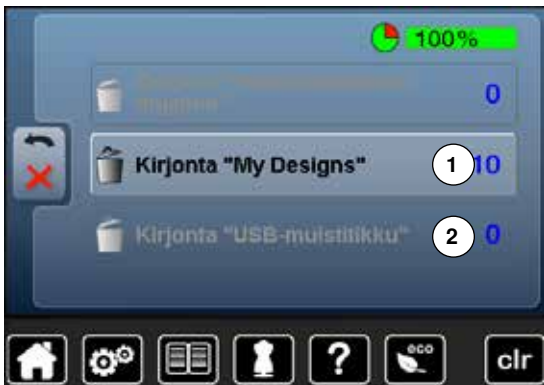 100%
0
Kirjonta "My Designs" 1 10
Kirjonta "USB-muistitikku" 2 0
? eco clr